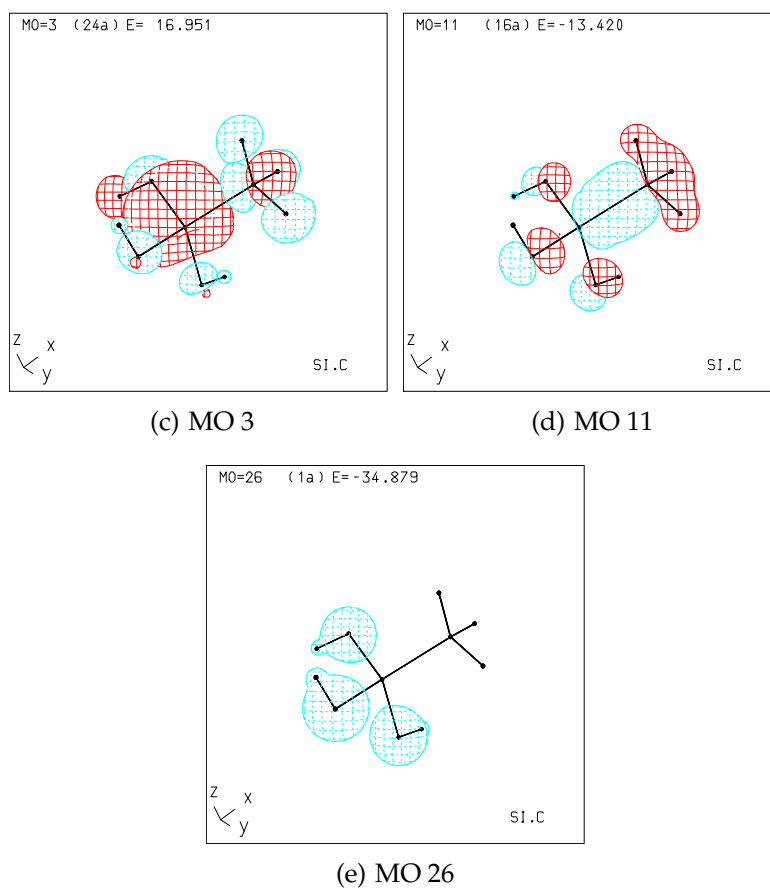 MO=3 (24a) E= 16.951
z
x
y
SI.C
(c) MO 3
MO=11 (16a) E=-13.420
z
x
y
SI.C
(d) MO 11
MO=26 (1a) E=-34.879
z
x
y
SI.C
(e) MO 26